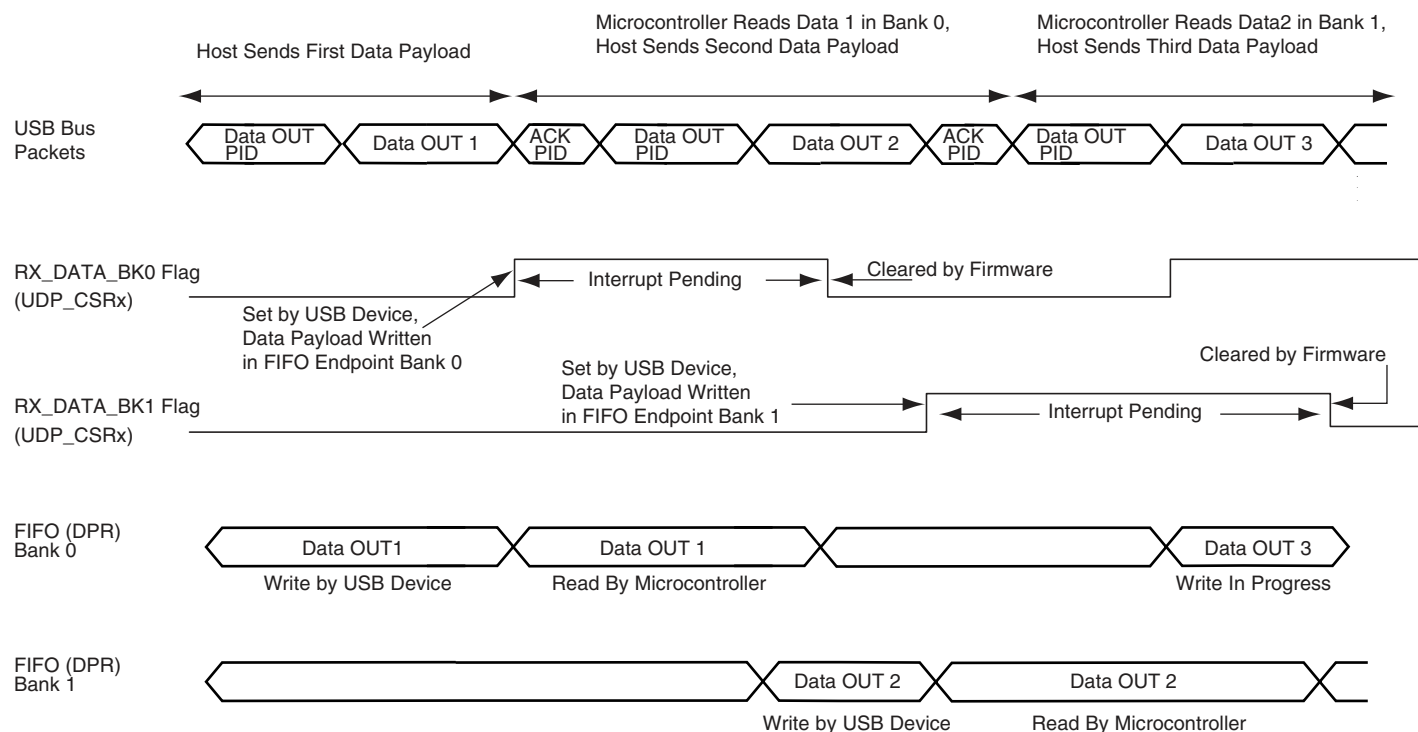 Microcontroller Reads Data 1 in Bank 0,
Host Sends Second Data Payload
Microcontroller Reads Data2 in Bank 1,
Host Sends Third Data Payload
Host Sends First Data Payload
USB Bus
Packets
Data OUT
PID
Data OUT 1
ACK
PID
Data OUT
PID
Data OUT 2
ACK
PID
Data OUT
PID
Data OUT 3
RX_DATA_BK0 Flag
(UDP_CSRx)
Interrupt Pending
Cleared by Firmware
Set by USB Device,
Data Payload Written
in FIFO Endpoint Bank 0
Cleared by Firmware
Set by USB Device,
Data Payload Written
in FIFO Endpoint Bank 1
RX_DATA_BK1 Flag
(UDP_CSRx)
Interrupt Pending
FIFO (DPR)
Bank 0
Data OUT1
Data OUT 1
Data OUT 3
Write by USB Device
Read By Microcontroller
Write In Progress
FIFO (DPR)
Bank 1
Data OUT 2
Data OUT 2
Write by USB Device
Read By Microcontroller